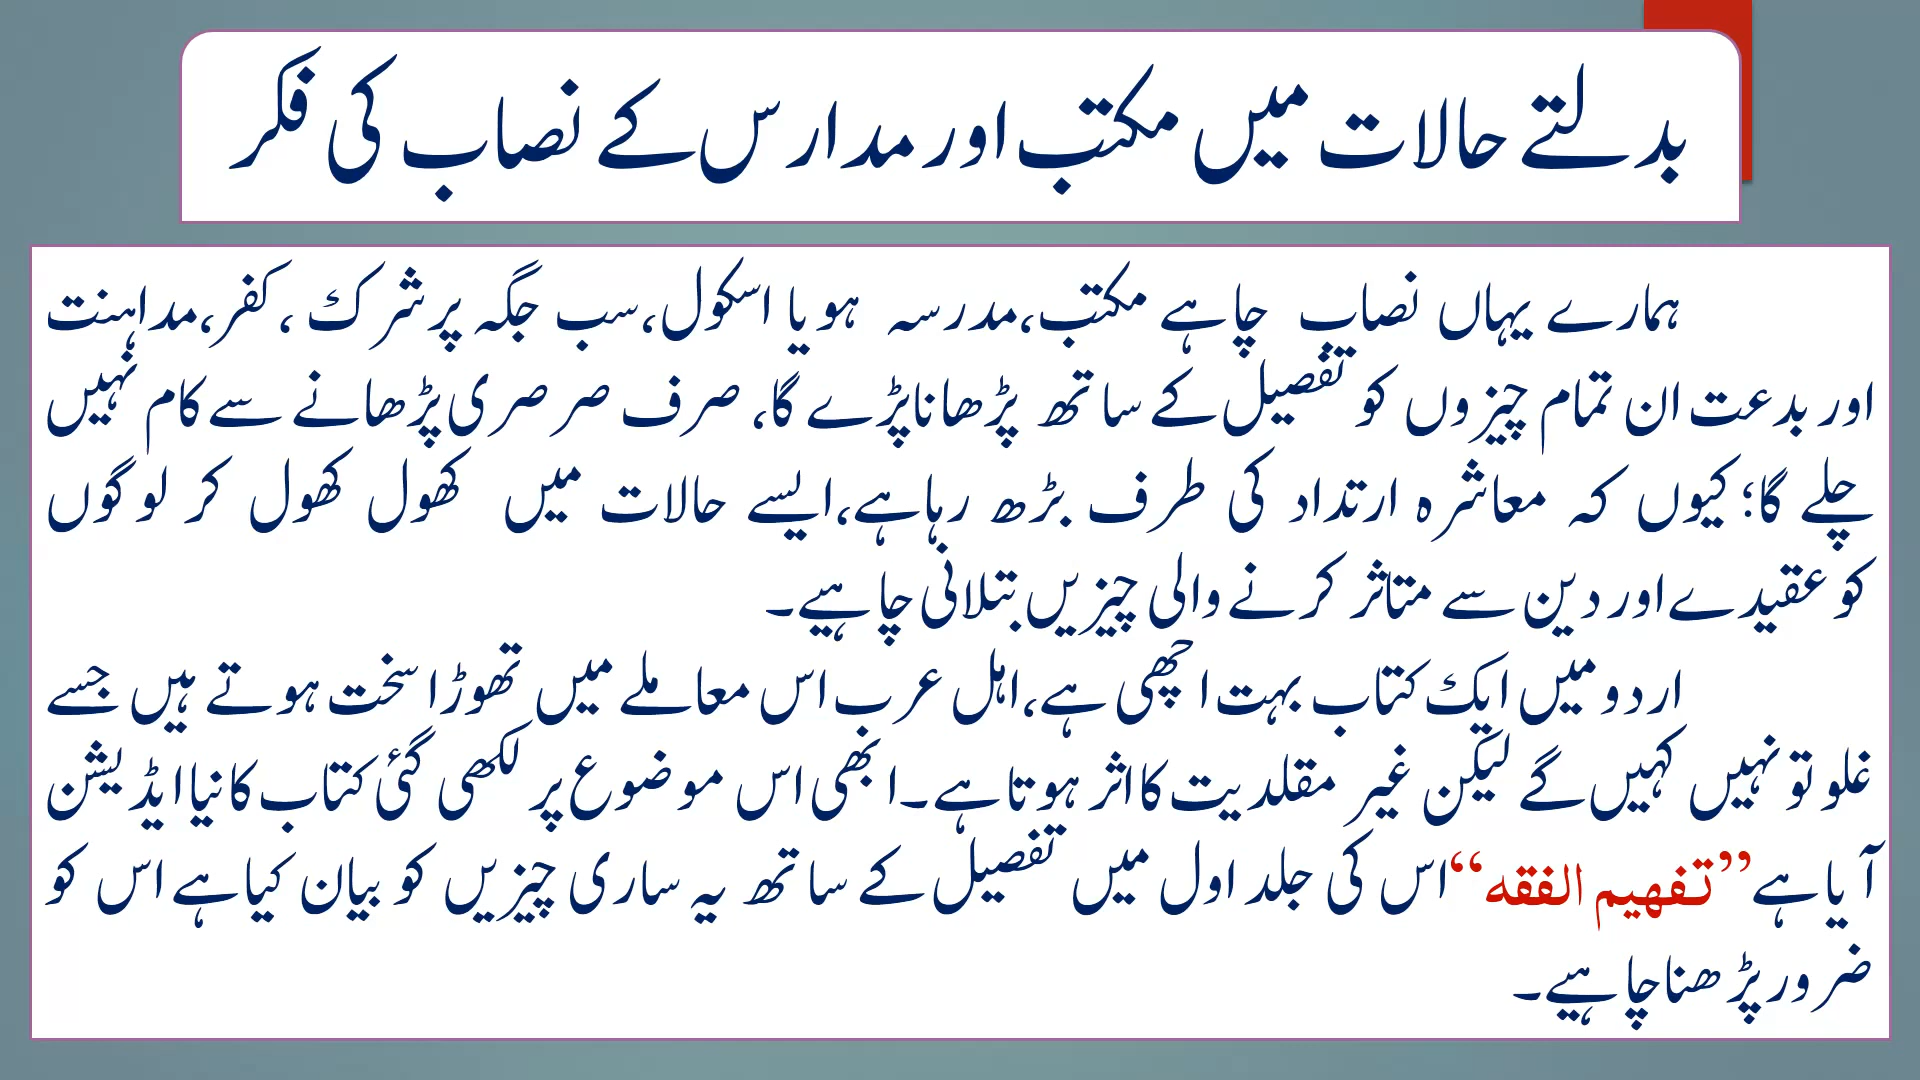 بدلتے حالات میں مکتب اور مدارس کے نصاب کی فکر
ہمارے یہاں نصاب چاہے مکتب،مدرسہ ہو یا اسکول،سب جگہ پر شرک ،کفر،مداہنت
اور بدعت ان تمام چیزوں کو تفصیل کے ساتھ پڑھانا پڑے گا، صرف صر صری پڑھانے سے کام نہیں
چلے گا؛ کیوں کہ معاشرہ ارتداد کی طرف بڑھ رہا ہے،ایسے حالات میں کھول کھول کر لوگوں
کو عقیدے اور دین سے متاثر کرنے والی چیزیں بتلانی چاہیے۔
اردو میں ایک کتاب بہت اچھی ہے،اہل عرب اس معاملے میں تھوڑا سخت ہوتے ہیں جسے
غلو تو نہیں کہیں گے لیکن غیر مقلدیت کا اثر ہوتا ہے۔ ابھی اس موضوع پر لکھی گئی کتاب کا نیا ایڈیشن
آیا ہے ’’تفہیم الفقہ‘‘ اس کی جلد اول میں تفصیل کے ساتھ یہ ساری چیزیں کو بیان کیا ہے اس کو
ضرور پڑھنا چاہیے۔